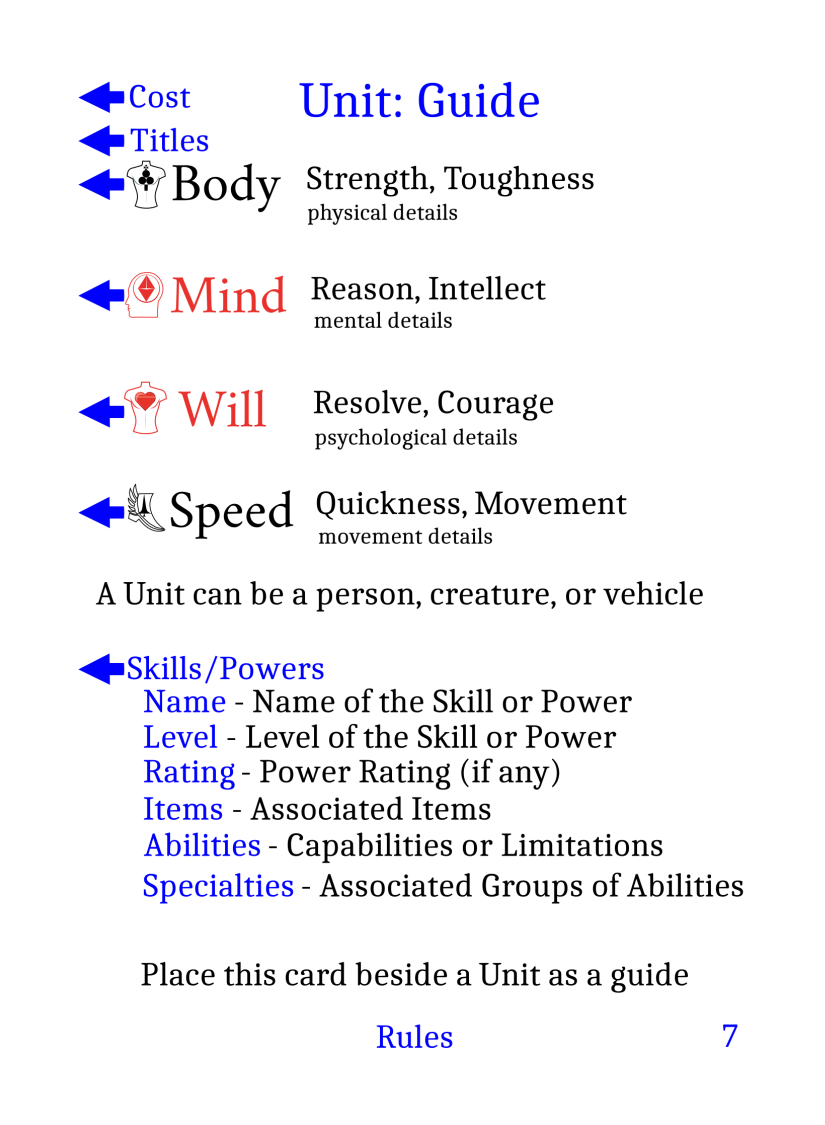 Cost
Unit: Guide
Titles
Body
Strength, Toughness
physical details
Mind
Reason, Intellect
mental details
Will
Resolve, Courage
psychological details
Speed
Quickness, Movement
movement details
A Unit can be a person, creature, or vehicle
Skills/Powers
Name - Name of the Skill or Power
Level - Level of the Skill or Power
Rating - Power Rating (if any)
Items - Associated Items
Abilities - Capabilities or Limitations
Specialties - Associated Groups of Abilities
Place this card beside a Unit as a guide
Rules
7